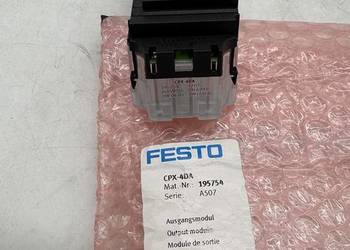 CPX-4DA
FESTO
CPX-4DA
Mat. Nr.: 195754
Serie: A507
Ausgangsmodul
Output module
Module de sortie